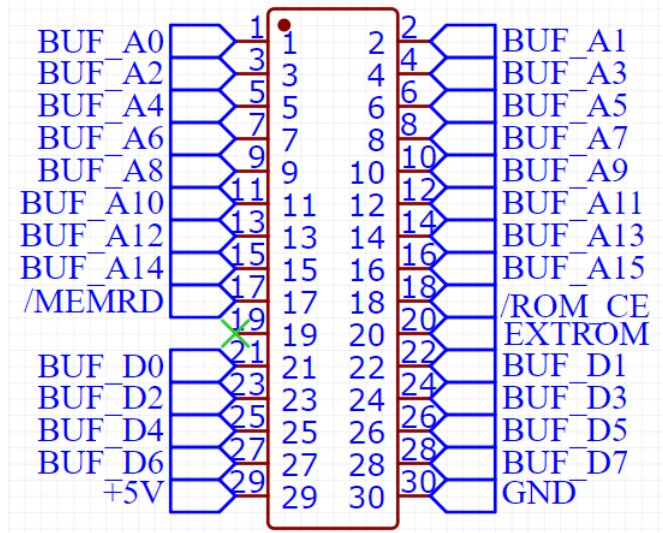 BUF_A0 1 1 2 2 BUF_A1
BUF_A2 3 3 4 4 BUF_A3
BUF_A4 5 5 6 6 BUF_A5
BUF_A6 7 7 8 8 BUF_A7
BUF_A8 9 9 10 10 BUF_A9
BUF_A10 11 11 12 12 BUF_A11
BUF_A12 13 13 14 14 BUF_A13
BUF_A14 15 15 16 16 BUF_A15
/MEMRD 17 17 18 18 /ROM_CE
19 19 20 20 EXTROM
BUF_D0 21 21 22 22 BUF_D1
BUF_D2 23 23 24 24 BUF_D3
BUF_D4 25 25 26 26 BUF_D5
BUF_D6 27 27 28 28 BUF_D7
+5V 29 29 30 30 GND